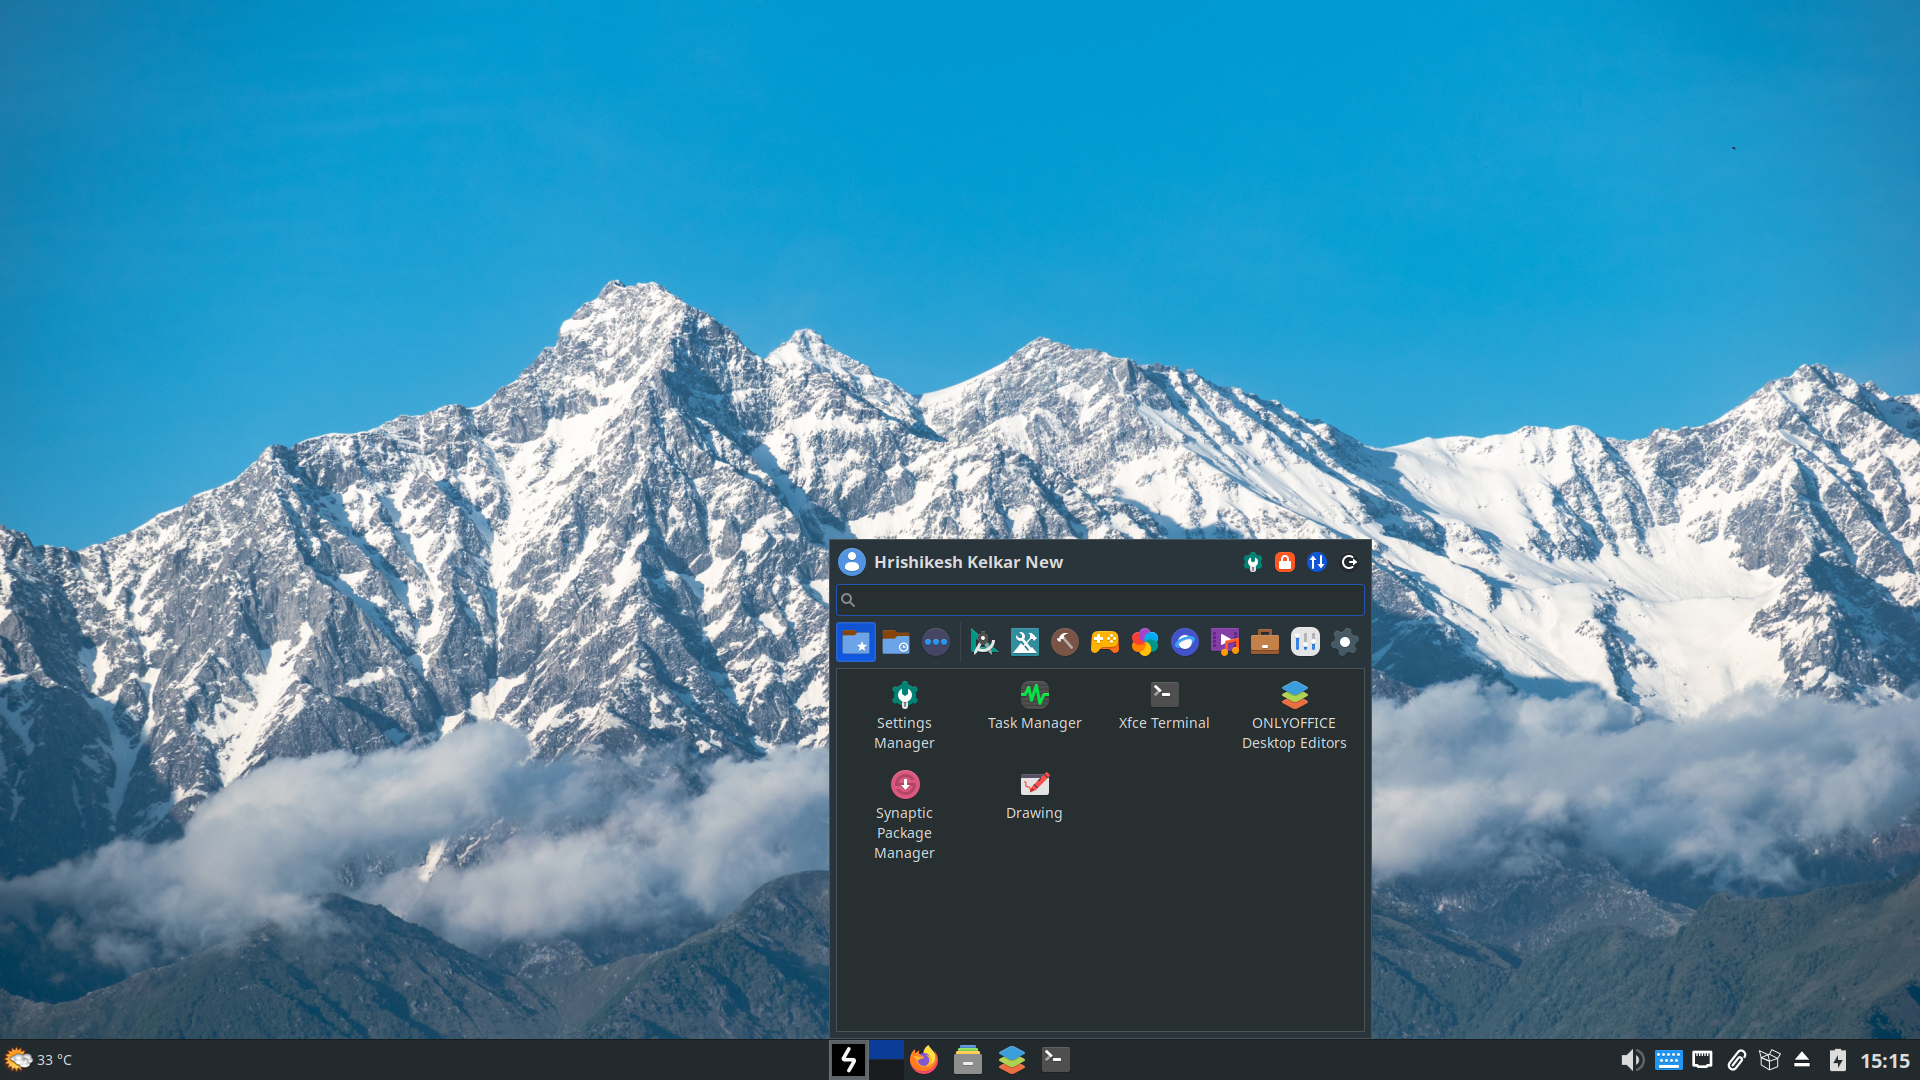 Hrishikesh Kelkar New
Settings
Manager
Task Manager
Xfce Terminal
ONLYOFFICE
Desktop Editors
Synaptic
Package
Manager
Drawing
33 °C
15:15